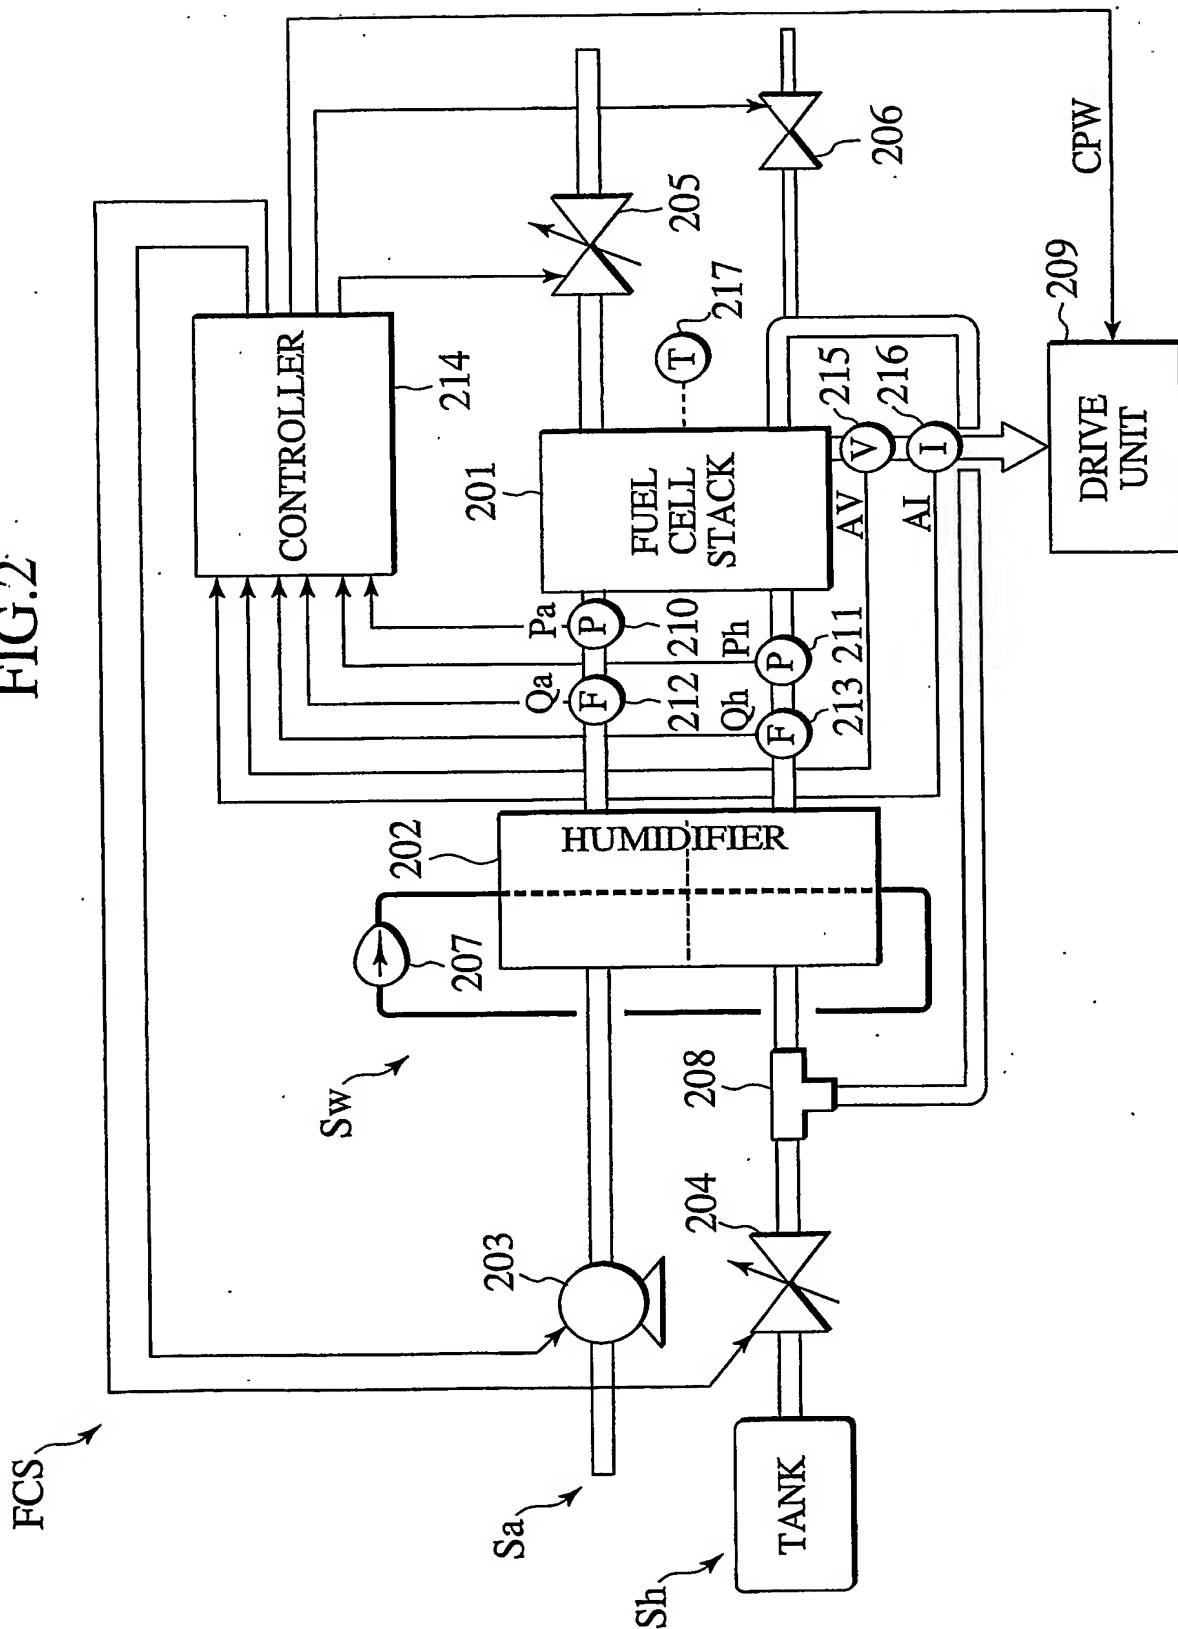 FIG.2
FCS
CONTROLLER
214
CPW
205
206
217
T
201
FUEL
CELL
STACK
Pa
P
210
Qa
F
212
Ph
P
211
Qh
F
213
215
V
216
I
AV
AI
209
DRIVE
UNIT
202
HUMIDIFIER
207
Sw
208
203
204
Sa
Sh
TANK